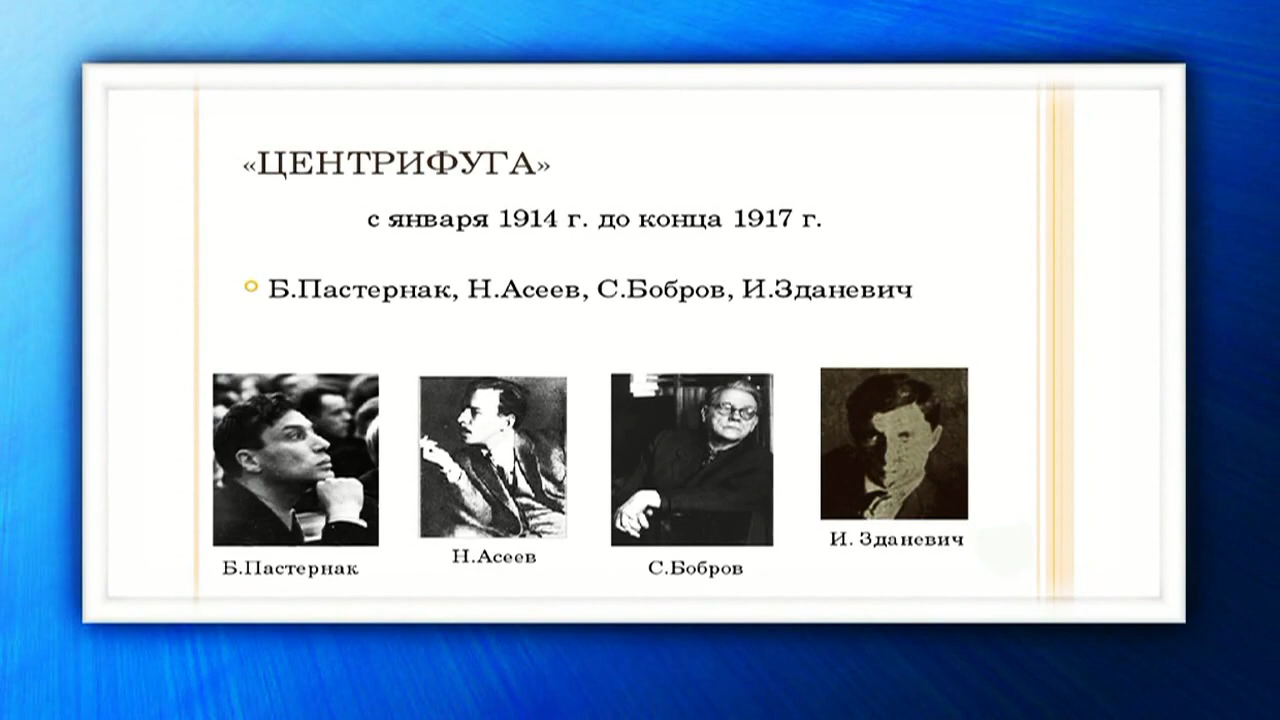 «ЦЕНТРИФУГА»
с января 1914 г. до конца 1917 г.
Б.Пастернак, Н.Асеев, С.Бобров, И.Зданевич
Б.Пастернак
Н.Асеев
С.Бобров
И. Зданевич